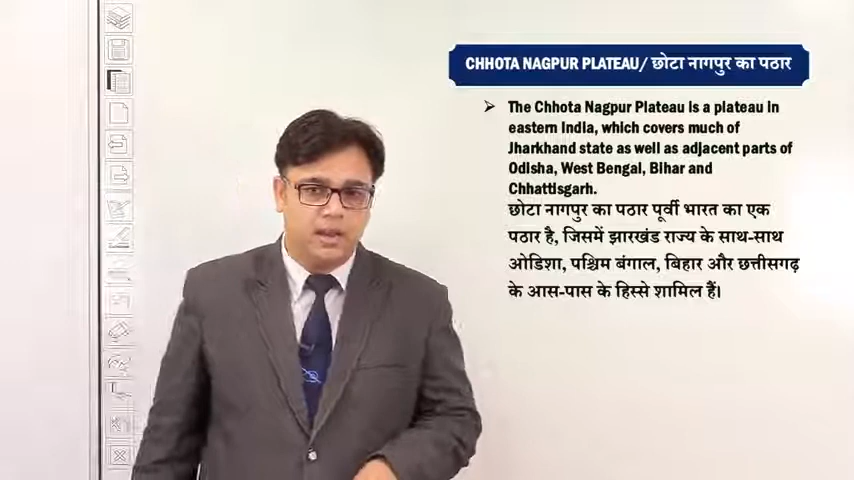 CHHOTA NAGPUR PLATEAU/ छोटा नागपुर का पठार
The Chhota Nagpur Plateau is a plateau in
eastern India, which covers much of
Jharkhand state as well as adjacent parts of
Odisha, West Bengal, Bihar and
Chhattisgarh.
छोटा नागपुर का पठार पूर्वी भारत का एक
पठार है, जिसमें झारखंड राज्य के साथ-साथ
ओडिशा, पश्चिम बंगाल, बिहार और छत्तीसगढ़
के आस-पास के हिस्से शामिल हैं।